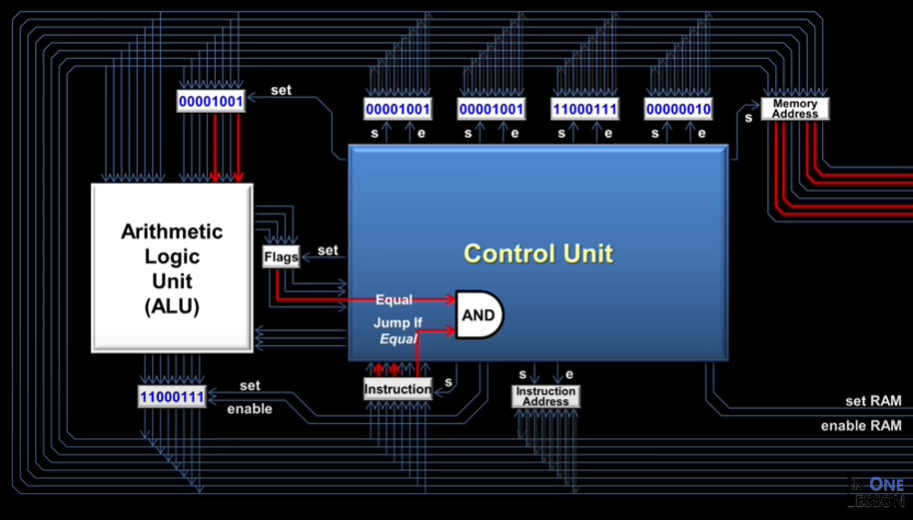 set
00001001
00001001
00001001
11000111
00000010
Memory
Address
s
s e
s e
s e
s e
Arithmetic
Logic
Unit
(ALU)
Flags
set
Control Unit
Equal
AND
Jump If
Equal
Instruction
s
s e
Instruction
Address
11000111
set
enable
set RAM
enable RAM
IN ONE
LESSON